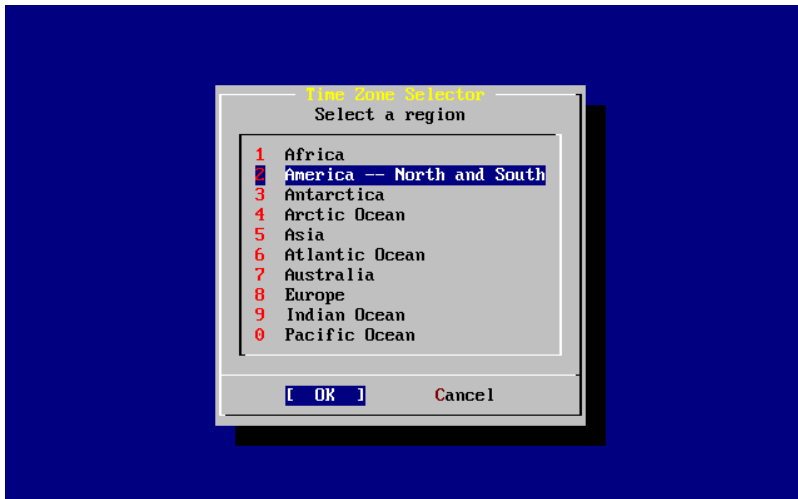 Time Zone Selector
Select a region
1 Africa
2 America -- North and South
3 Antarctica
4 Arctic Ocean
5 Asia
6 Atlantic Ocean
7 Australia
8 Europe
9 Indian Ocean
0 Pacific Ocean
[ OK ] Cancel